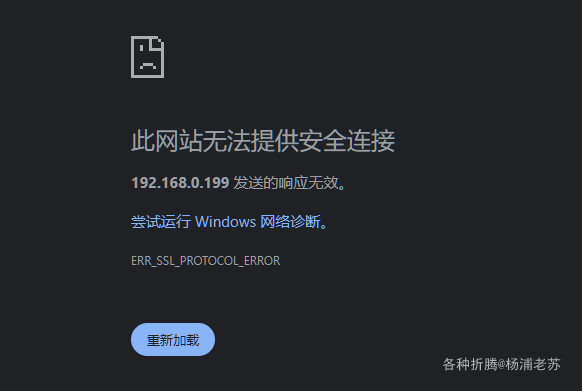 此网站无法提供安全连接
192.168.0.199 发送的响应无效。
尝试运行 Windows 网络诊断。
ERR_SSL_PROTOCOL_ERROR
重新加载
各种折腾@杨浦老苏